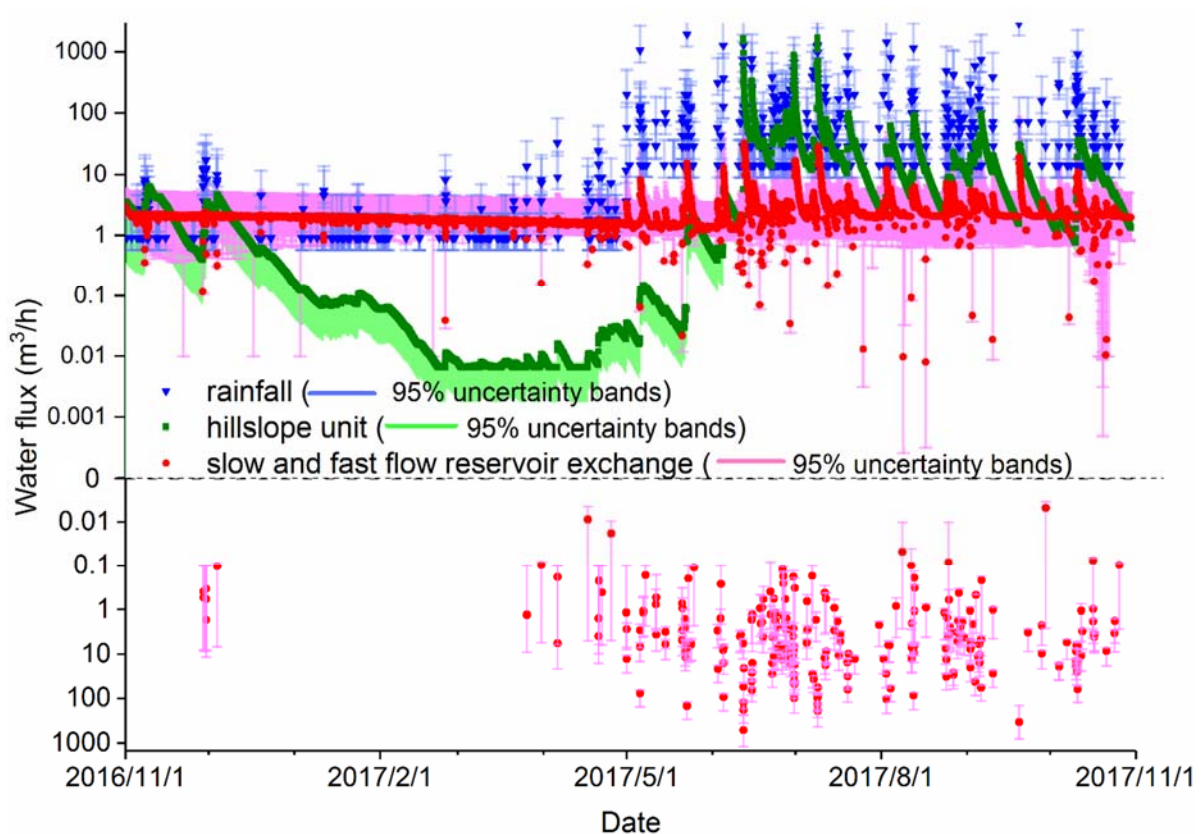 1000
100
10
1
0.1
0.01
0.001
0
0.01
0.1
1
10
100
1000
Water flux (m³/h)
rainfall ( 95% uncertainty bands)
hillslope unit ( 95% uncertainty bands)
slow and fast flow reservoir exchange ( 95% uncertainty bands)
2016/11/1 2017/2/1 2017/5/1 2017/8/1 2017/11/1
Date